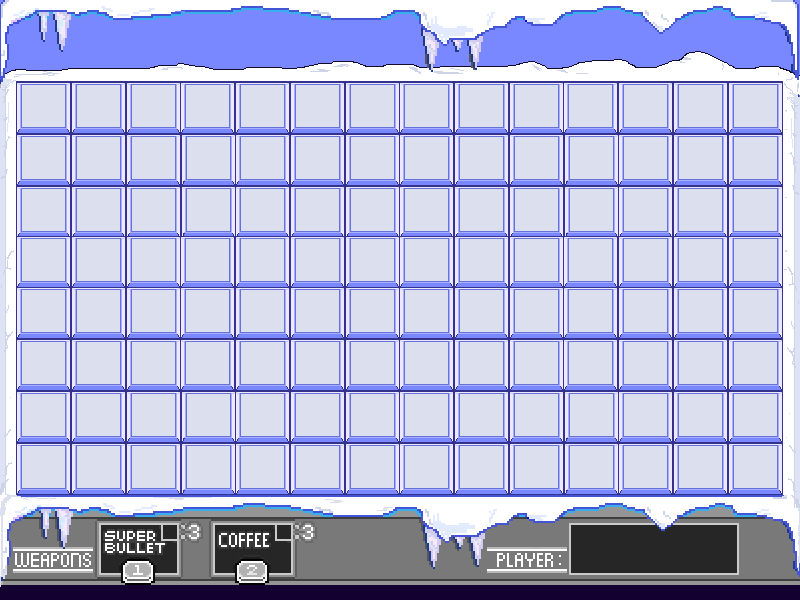 SUPER
BULLET
:3
COFFEE
:3
WEAPONS
1
2
PLAYER: